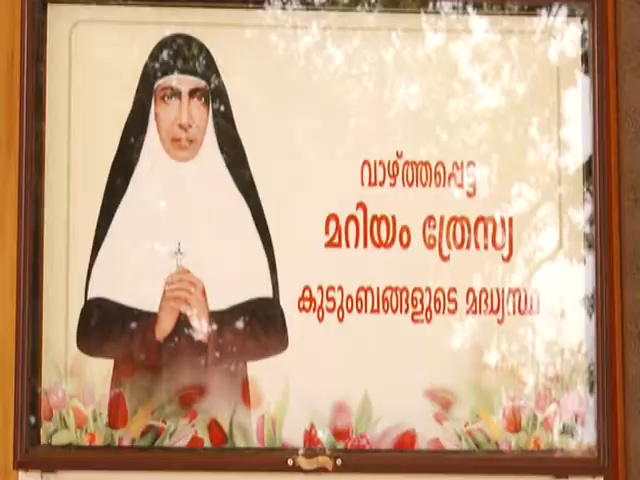 വാഴ്ത്തപ്പെട്ട
മറിയം ത്രേസ്യ
കുടുംബങ്ങളുടെ മദ്ധ്യസ്ഥ